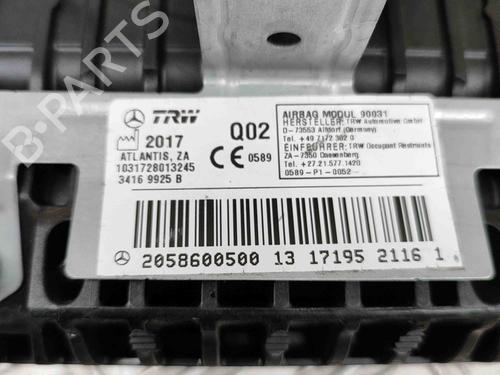 TRW
2017
ATLANTIS, ZA
1031728013245
3416 9925 B
Q02
CE 0589
AIRBAG MODUL 90031
HERSTELLER: TRW Automotive GmbH
D-73553 Alfdorf (Germany)
Tel. +49 7172 302 0
EINFÜHRER: TRW Occupant Restraints
ZA-7350 Dassenberg
Tel. +27.21.577.1420
0589-P1-0052
2058600500 13 17195 2116 1